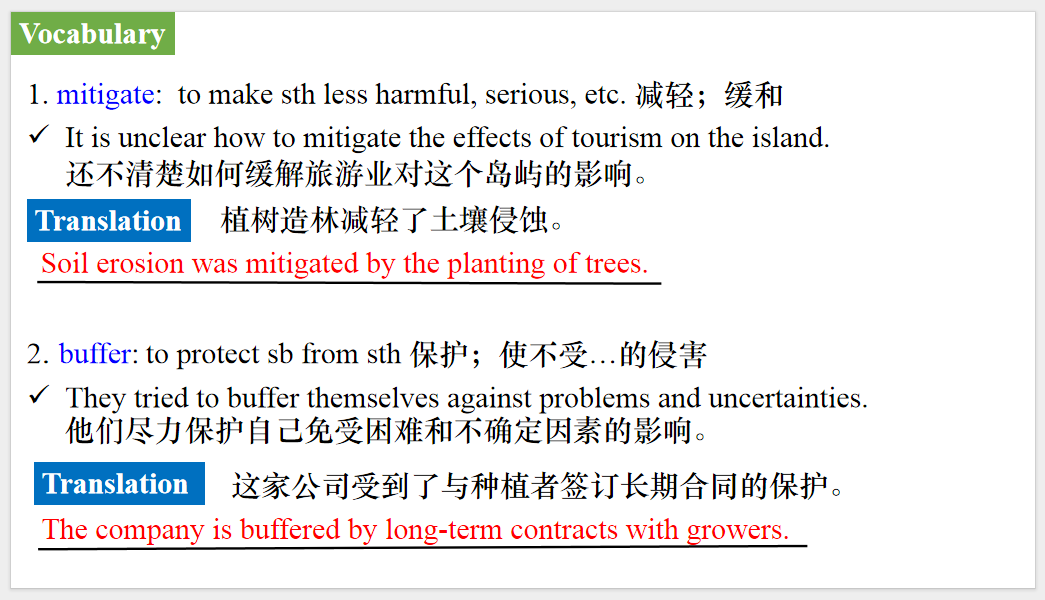 Vocabulary
1. mitigate:  to make sth less harmful, serious, etc. 减轻；缓和
✓ It is unclear how to mitigate the effects of tourism on the island.
还不清楚如何缓解旅游业对这个岛屿的影响。
Translation 植树造林减轻了土壤侵蚀。
Soil erosion was mitigated by the planting of trees.
2. buffer: to protect sb from sth 保护；使不受…的侵害
✓ They tried to buffer themselves against problems and uncertainties.
他们尽力保护自己免受困难和不确定因素的影响。
Translation 这家公司受到了与种植者签订长期合同的保护。
The company is buffered by long-term contracts with growers.